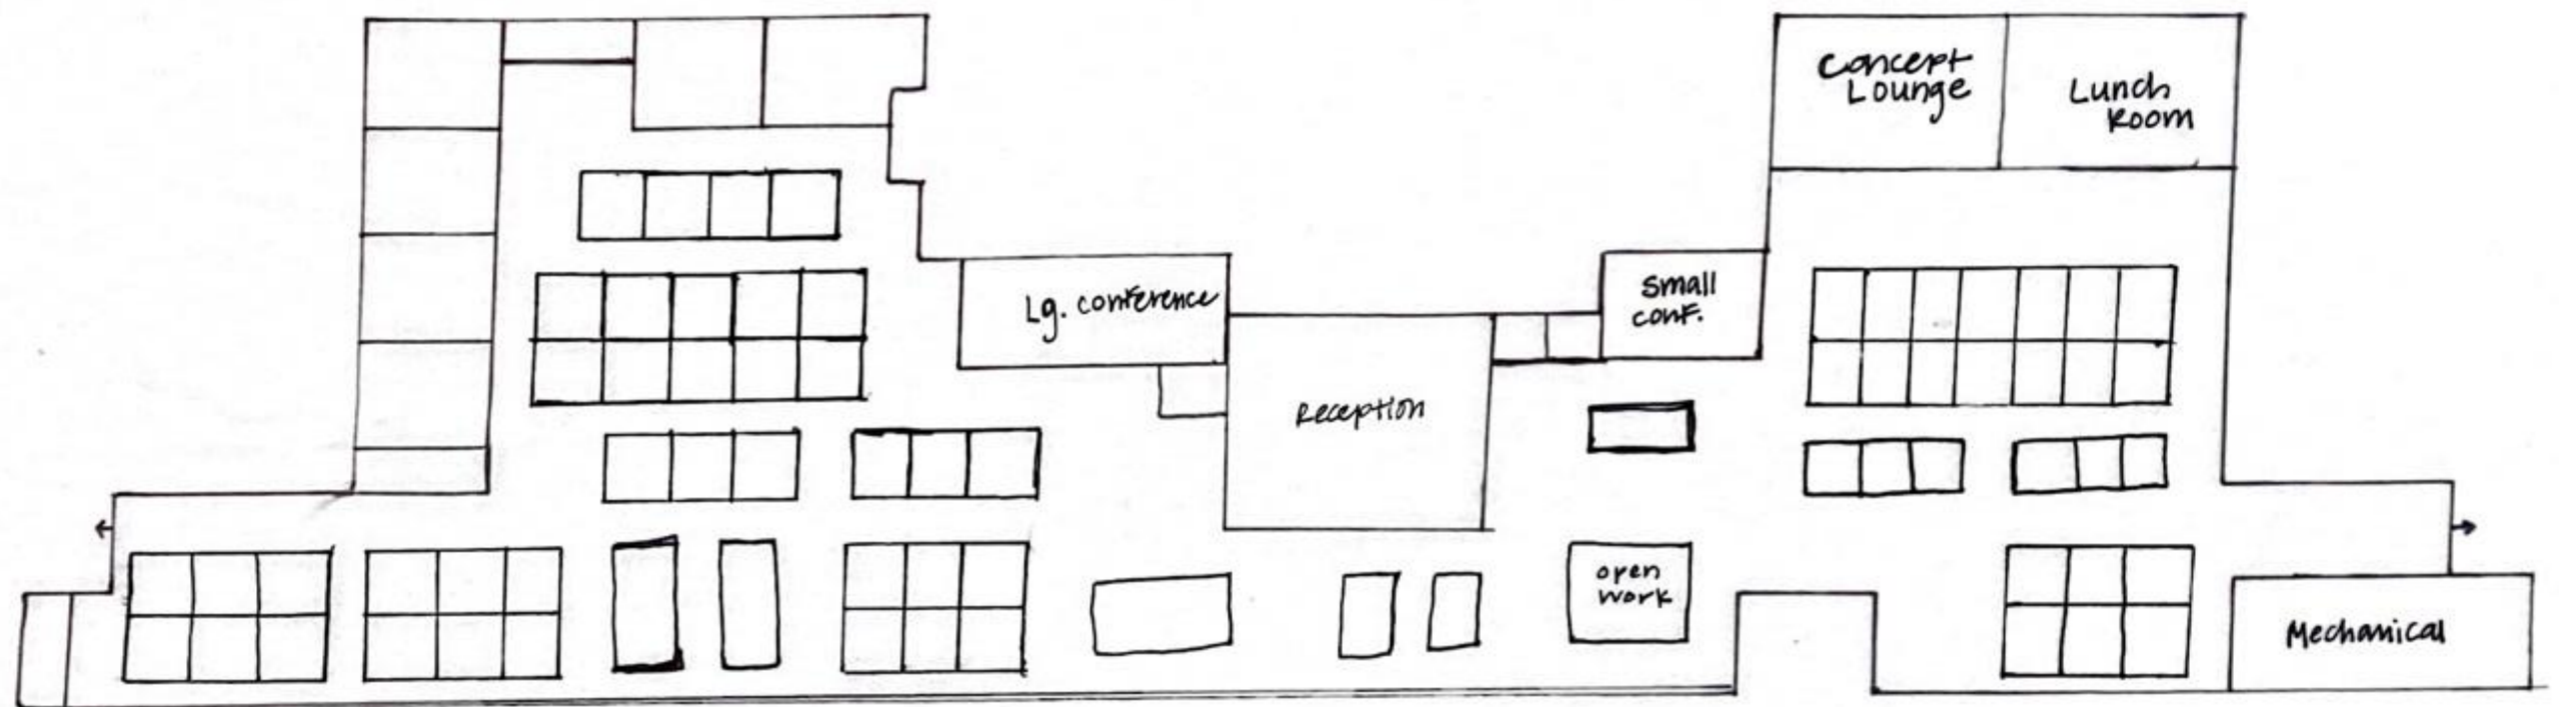 Concept
Lounge
Lunch
Room
Lg. conference
Small
conf.
Reception
open
work
Mechanical